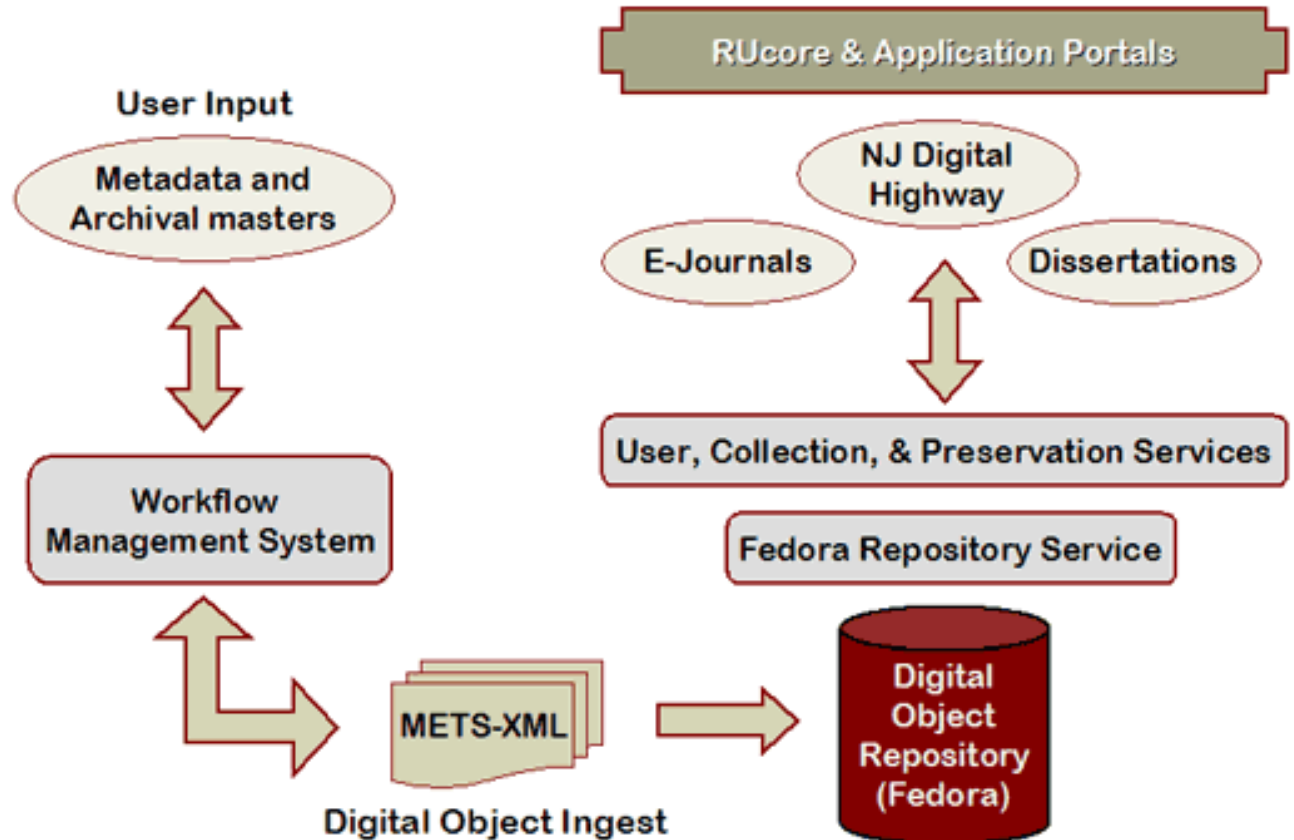 RUcore & Application Portals
User Input
Metadata and
Archival masters
NJ Digital
Highway
E-Journals
Dissertations
User, Collection, & Preservation Services
Workflow
Management System
Fedora Repository Service
METS-XML
Digital Object Ingest
Digital
Object
Repository
(Fedora)